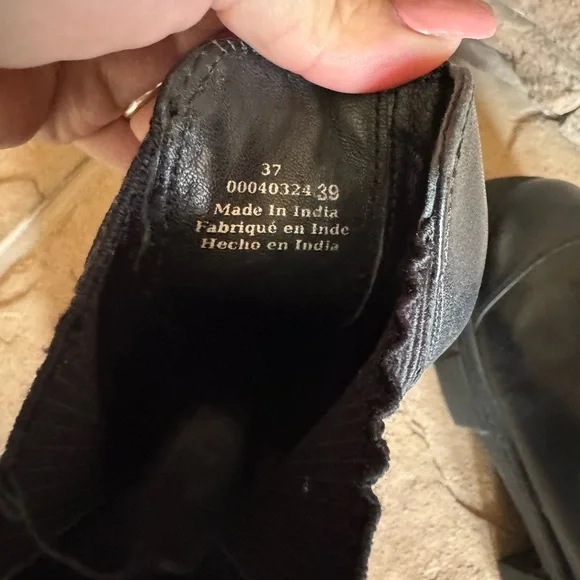 37
00040324 39
Made In India
Fabriqué en Inde
Hecho en India